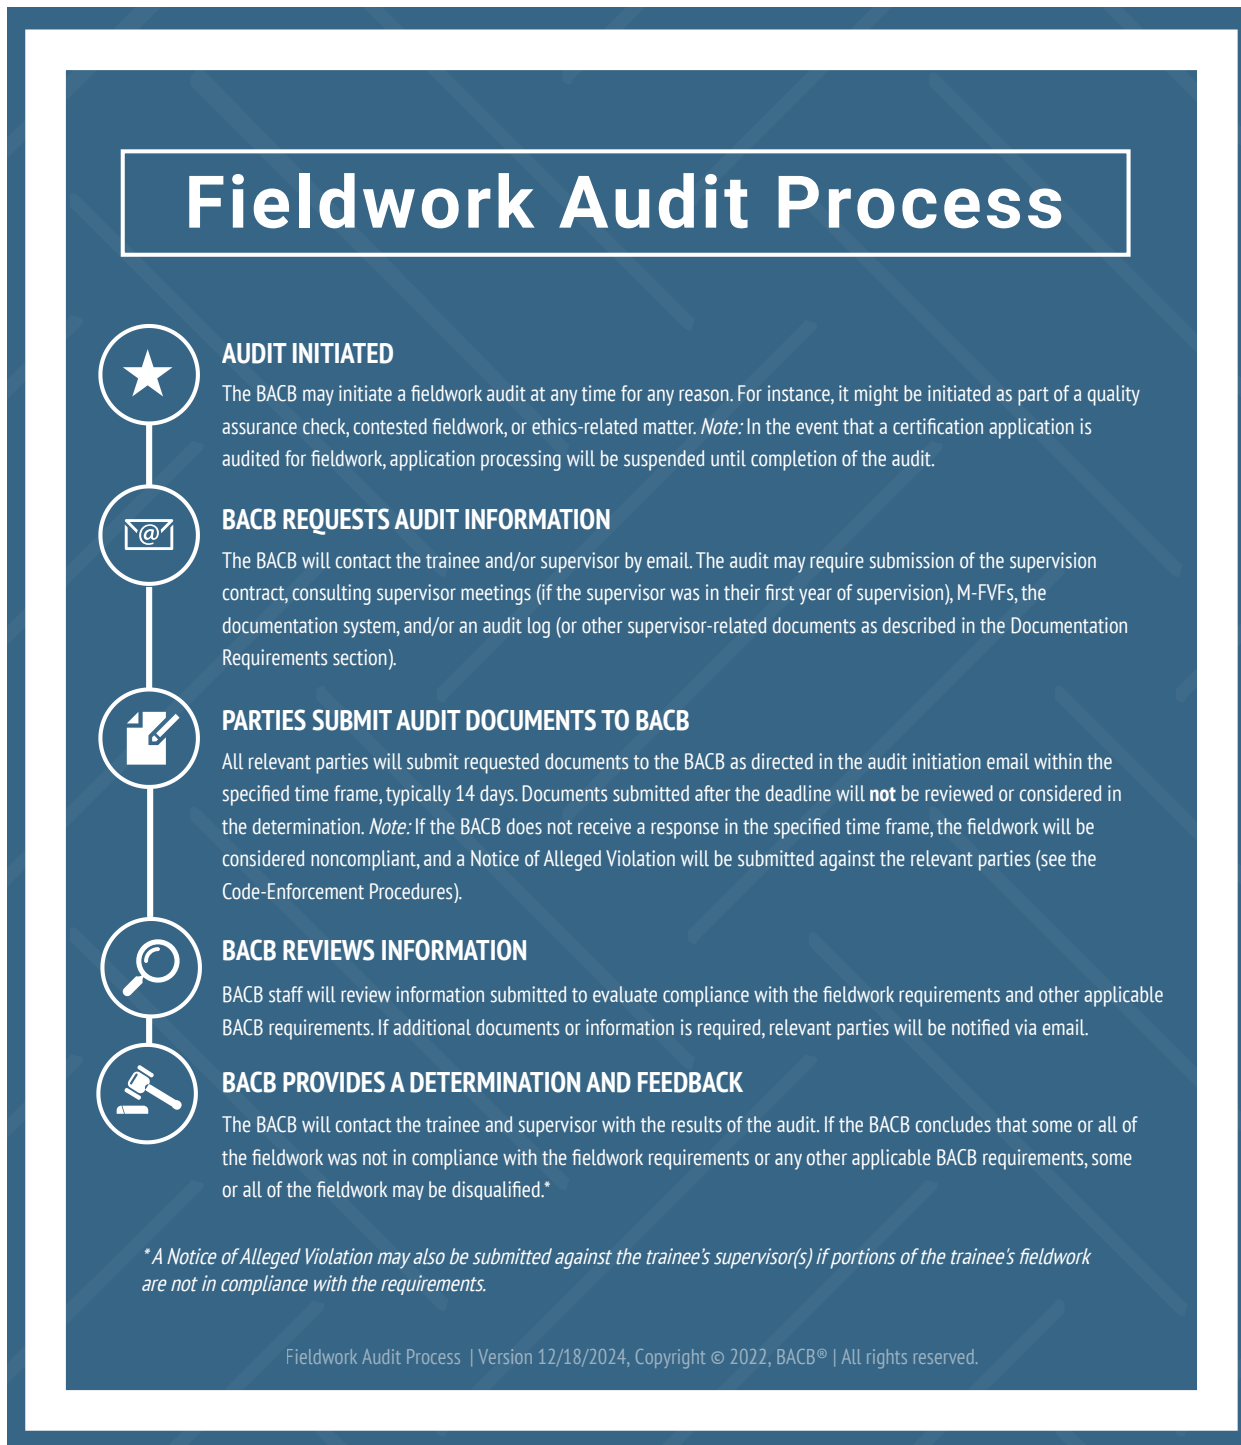 Fieldwork Audit Process
AUDIT INITIATED
The BACB may initiate a fieldwork audit at any time for any reason. For instance, it might be initiated as part of a quality
assurance check, contested fieldwork, or ethics-related matter. Note: In the event that a certification application is
audited for fieldwork, application processing will be suspended until completion of the audit.
@
BACB REQUESTS AUDIT INFORMATION
The BACB will contact the trainee and/or supervisor by email. The audit may require submission of the supervision
contract, consulting supervisor meetings (if the supervisor was in their first year of supervision), M-FVFs, the
documentation system, and/or an audit log (or other supervisor-related documents as described in the Documentation
Requirements section).
PARTIES SUBMIT AUDIT DOCUMENTS TO BACB
All relevant parties will submit requested documents to the BACB as directed in the audit initiation email within the
specified time frame, typically 14 days. Documents submitted after the deadline will not be reviewed or considered in
the determination. Note: If the BACB does not receive a response in the specified time frame, the fieldwork will be
considered noncompliant, and a Notice of Alleged Violation will be submitted against the relevant parties (see the
Code-Enforcement Procedures).
BACB REVIEWS INFORMATION
BACB staff will review information submitted to evaluate compliance with the fieldwork requirements and other applicable
BACB requirements. If additional documents or information is required, relevant parties will be notified via email.
BACB PROVIDES A DETERMINATION AND FEEDBACK
The BACB will contact the trainee and supervisor with the results of the audit. If the BACB concludes that some or all of
the fieldwork was not in compliance with the fieldwork requirements or any other applicable BACB requirements, some
or all of the fieldwork may be disqualified.*
* A Notice of Alleged Violation may also be submitted against the trainee's supervisor(s) if portions of the trainee's fieldwork
are not in compliance with the requirements.
Fieldwork Audit Process | Version 12/18/2024, Copyright © 2022, BACB® | All rights reserved.